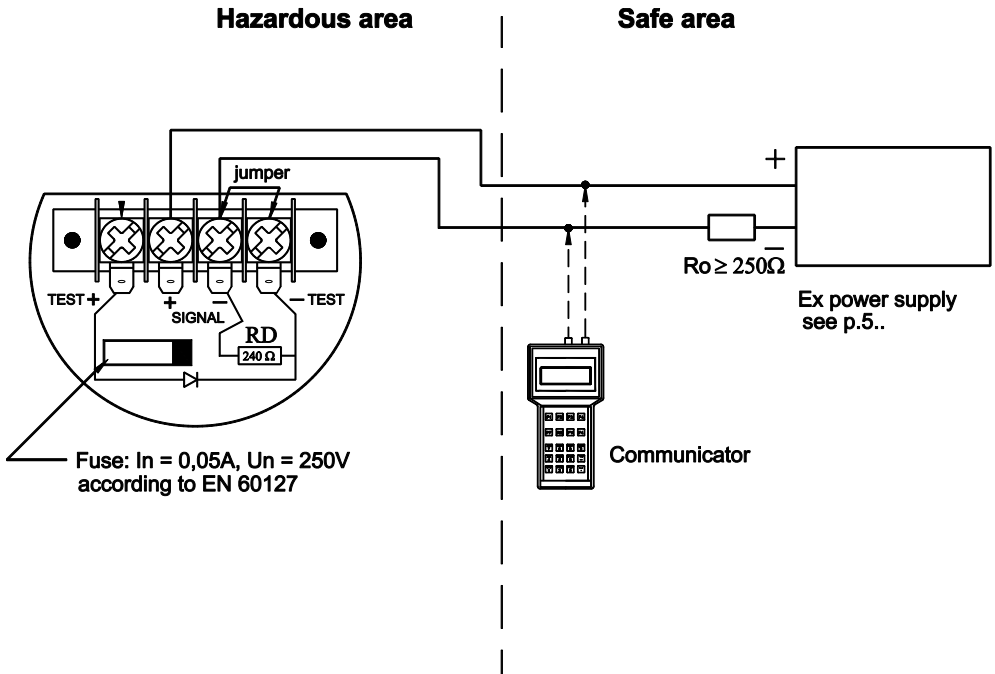 Hazardous area
Safe area
jumper
TEST +
+
−
− TEST
SIGNAL
RD
240 Ω
+
−
Ro ≥ 250Ω
Ex power supply
see p.5..
Communicator
Fuse: In = 0,05A, Un = 250V
according to EN 60127